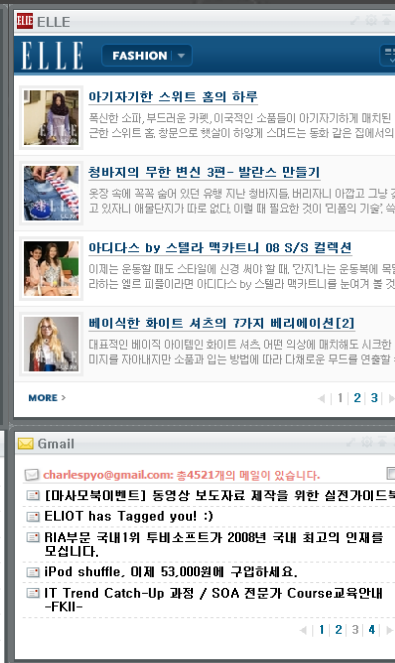 ELLE ELLE
ELLE FASHION
아기자기한 스위트 홈의 하루
폭신한 소파, 부드러운 카펫, 이국적인 소품들이 아기자기하게 매치된
근한 스위트 홈, 창문으로 햇살이 하얗게 스며드는 동화 같은 집에서의
청바지의 무한 변신 3편- 발란스 만들기
옷장 속에 꼭꼭 숨어 있던 유행 지난 청바지들, 버리자니 아깝고 그냥
고 있자니 애물단지가 따로 없다. 이럴 때 필요한 것이 '리폼의 기술'.
아디다스 by 스텔라 맥카트니 08 S/S 컬렉션
이제는 운동할 때도 스타일에 신경 써야 할 때, '간지'나는 운동복에
라하는 엘르 피플이라면 아디다스 by 스텔라 맥카트니를 눈여겨 볼
베이식한 화이트 셔츠의 7가지 베리에이션[2]
대표적인 베이직 아이템인 화이트 셔츠, 어떤 의상에 매치해도 시크한
미지를 자아내지만 소품과 입는 방법에 따라 다채로운 무드를 연출할
MORE > 1 2 3
Gmail
charlespyo@gmail.com: 총4521개의 메일이 있습니다.
[마사모북이벤트] 동영상 보도자료 제작을 위한 실전가이드북
ELIOT has Tagged you! :)
RIA부문 국내1위 투비소프트가 2008년 국내 최고의 인재를
모십니다.
iPod shuffle, 이제 53,000원에 구입하세요.
IT Trend Catch-Up 과정 / SOA 전문가 Course교육안내
-FKII-
1 2 3 4